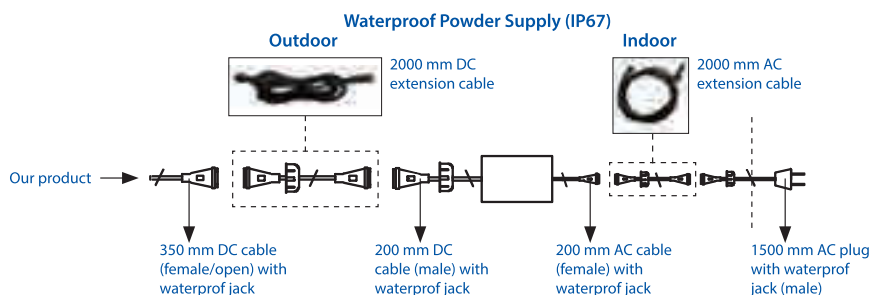 Waterproof Powder Supply (IP67)
Outdoor
Indoor
2000 mm DC
extension cable
2000 mm AC
extension cable
Our product
350 mm DC cable
(female/open) with
waterprof jack
200 mm DC
cable (male) with
waterprof jack
200 mm AC cable
(female) with
waterprof jack
1500 mm AC plug
with waterprof
jack (male)